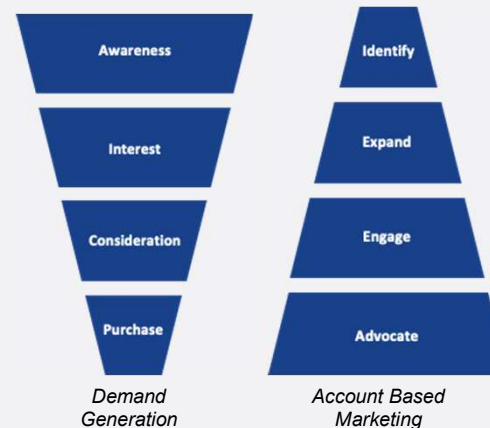 Awareness
Interest
Consideration
Purchase
Demand
Generation
Identify
Expand
Engage
Advocate
Account Based
Marketing